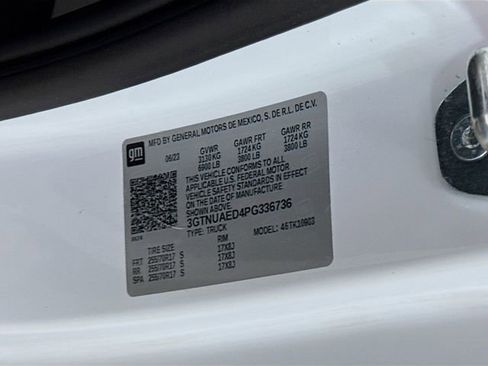 gm
MFD BY GENERAL MOTORS DE MEXICO, S. DE R.L. DE C.V.
06/23 GVWR GAWR FRT GAWR RR
3130 KG 1724 KG 1724 KG
6900 LB 3800 LB 3800 LB
THIS VEHICLE CONFORMS TO ALL
APPLICABLE U.S. FEDERAL MOTOR
VEHICLE SAFETY STANDARDS IN EFFECT
ON THE DATE OF MANUFACTURE
SHOWN ABOVE.
3GTNUAED4PG336736
TYPE: TRUCK MODEL: 46TK10903
TIRE SIZE RIM
FRT 255/70R17 S 17X8J
RR 255/70R17 S 17X8J
SPA 255/70R17 S 17X8J